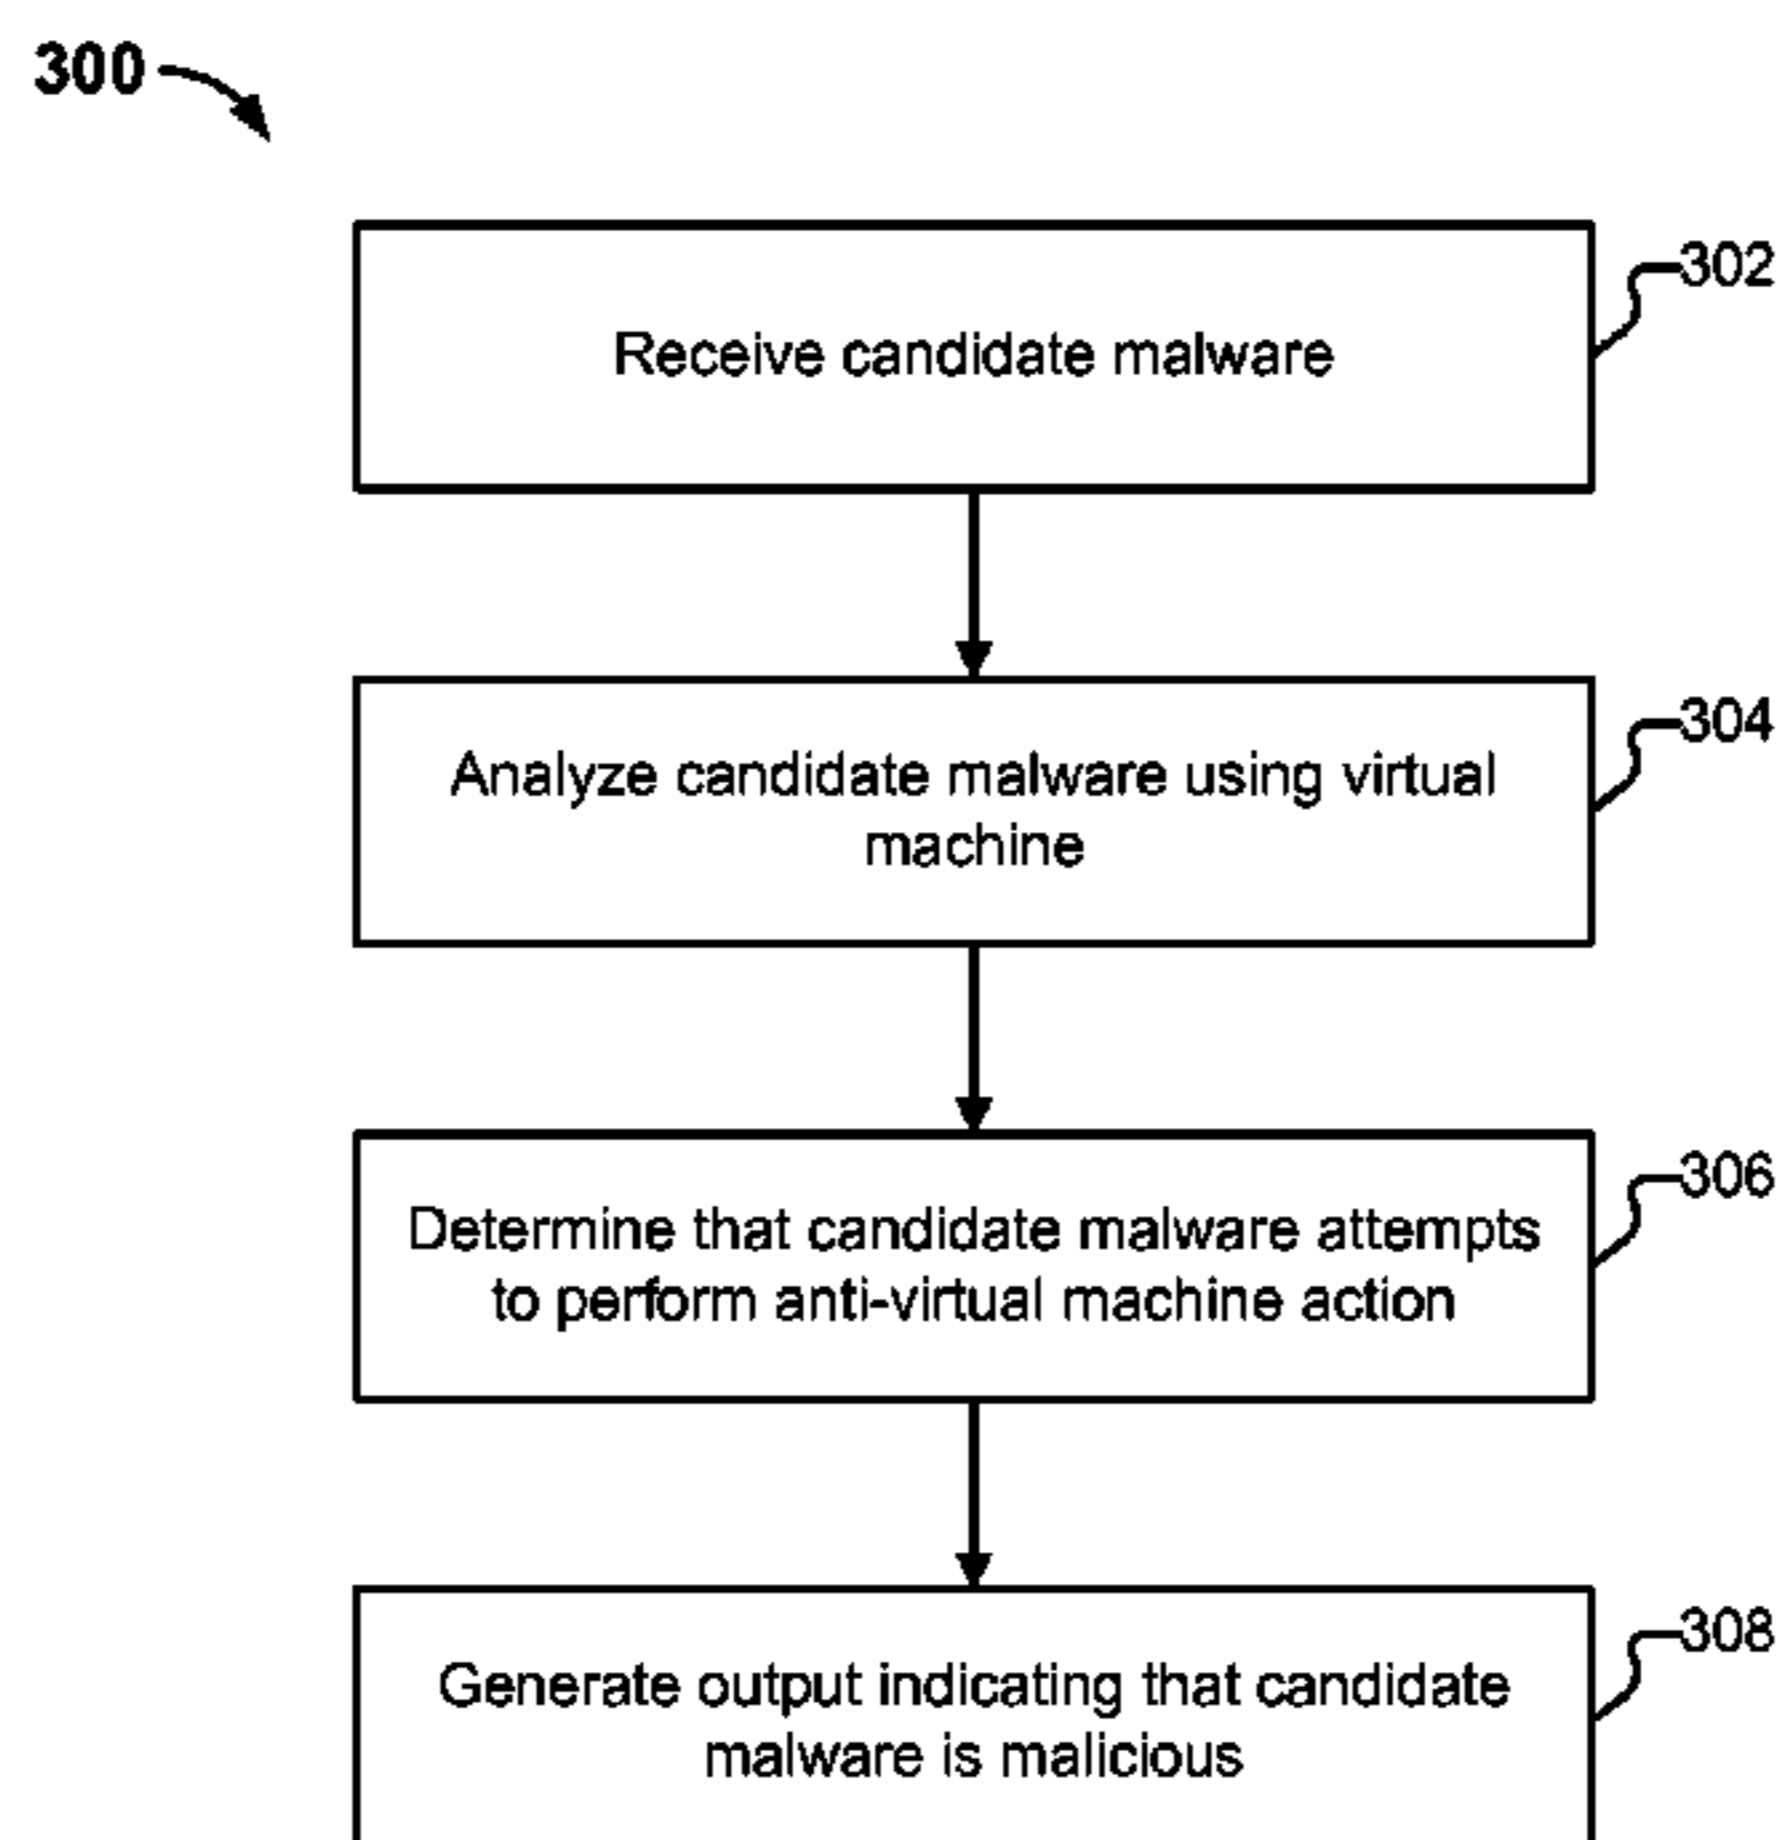 300
302
Receive candidate malware
304
Analyze candidate malware using virtual
machine
306
Determine that candidate malware attempts
to perform anti-virtual machine action
308
Generate output indicating that candidate
malware is malicious